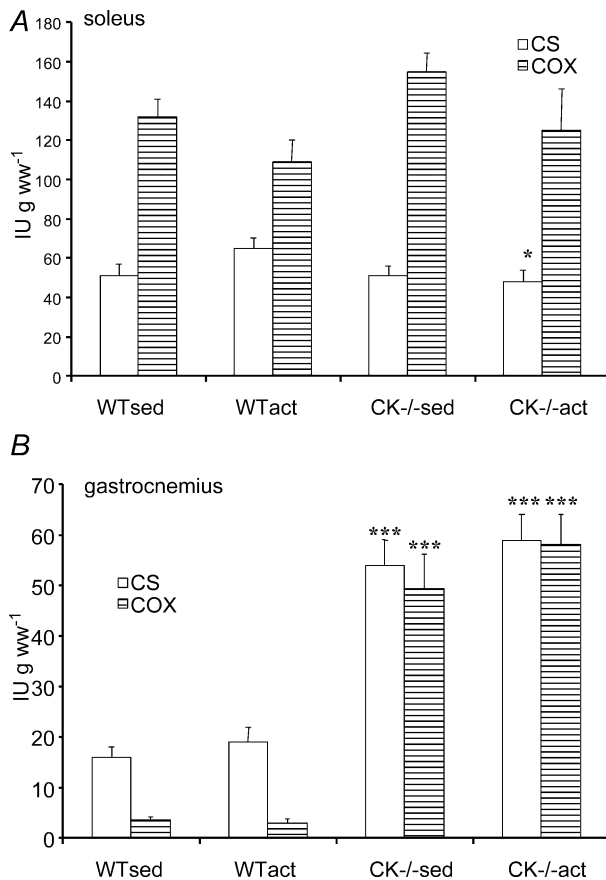 A soleus
180
160
140
120
100
80
60
40
20
0
IU g ww-1
CS
COX
*
WTsed WTact CK-/-sed CK-/-act
B
gastrocnemius
70
60
50
40
30
20
10
0
IU g ww-1
CS
COX
*** *** *** ***
WTsed WTact CK-/-sed CK-/-act